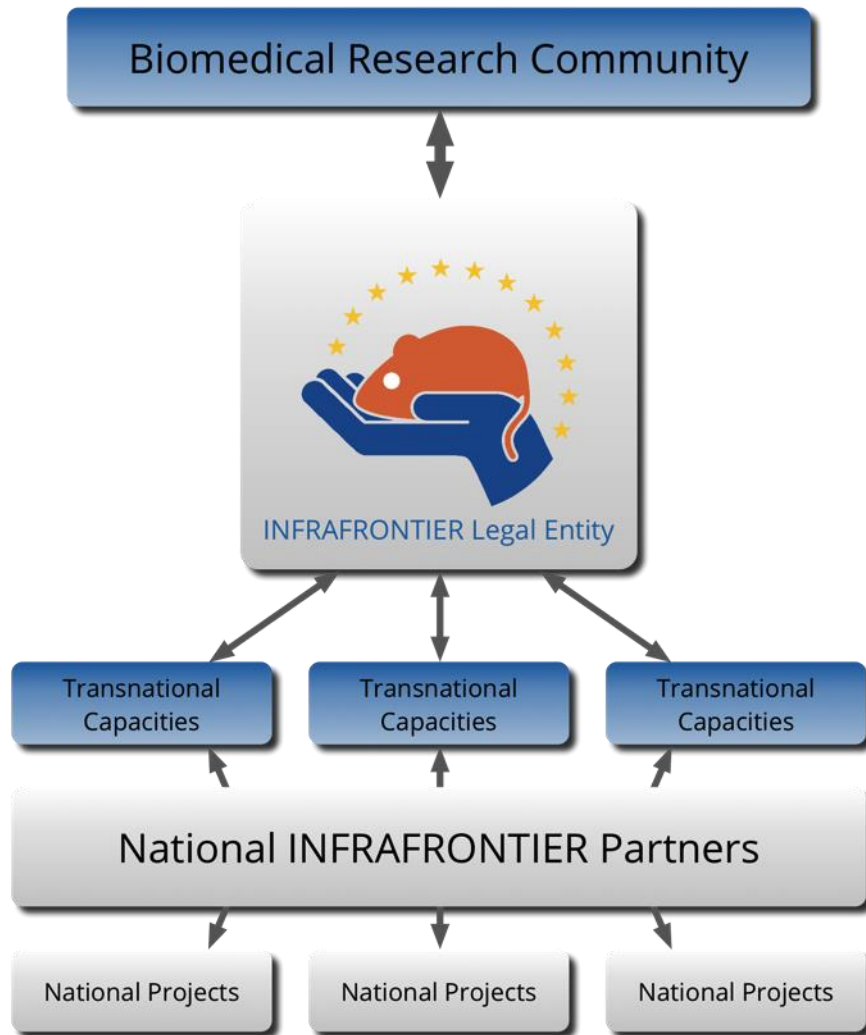 Biomedical Research Community
INFRAFRONTIER Legal Entity
Transnational
Capacities
Transnational
Capacities
Transnational
Capacities
National INFRAFRONTIER Partners
National Projects
National Projects
National Projects